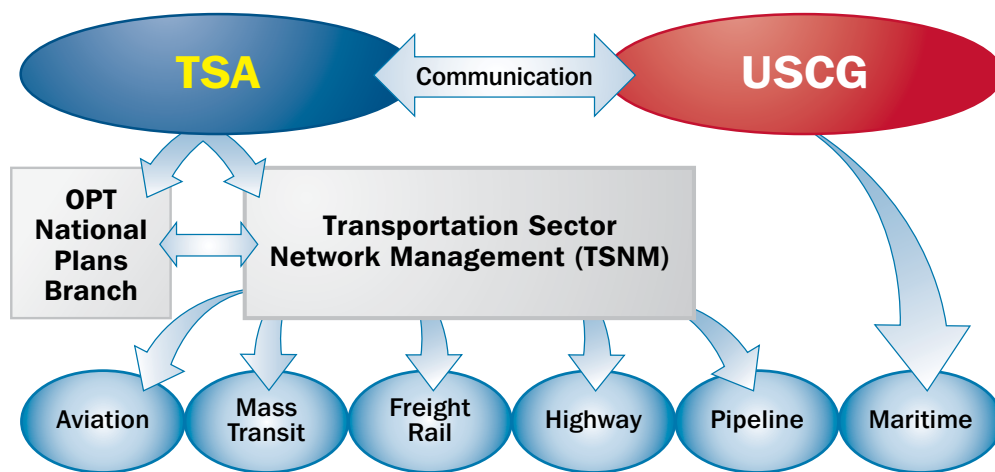 TSA
Communication
USCG
OPT
National
Plans
Branch
Transportation Sector
Network Management (TSNM)
Aviation
Mass
Transit
Freight
Rail
Highway
Pipeline
Maritime